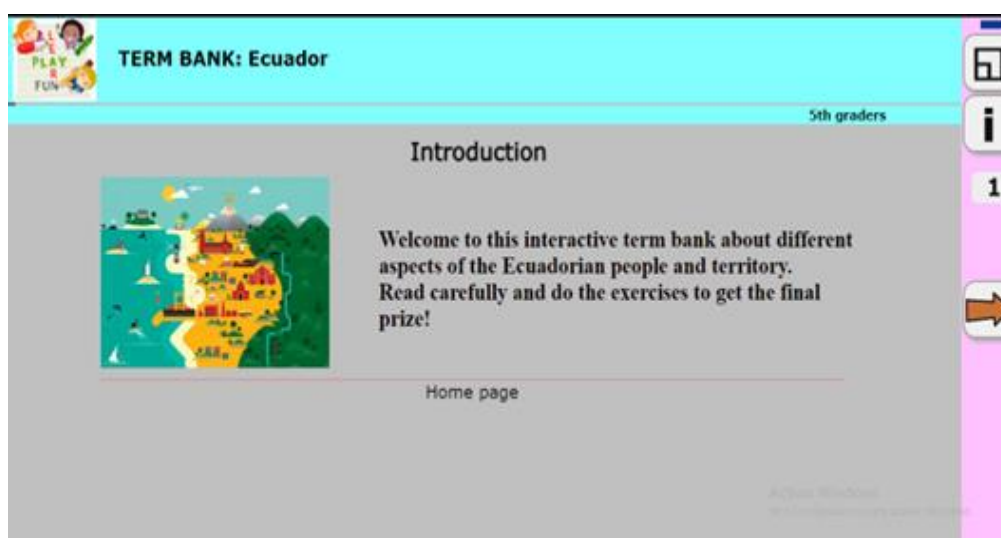 PLAY
FUN
TERM BANK: Ecuador
5th graders
i
1
Introduction
Welcome to this interactive term bank about different
aspects of the Ecuadorian people and territory.
Read carefully and do the exercises to get the final
prize!
Home page